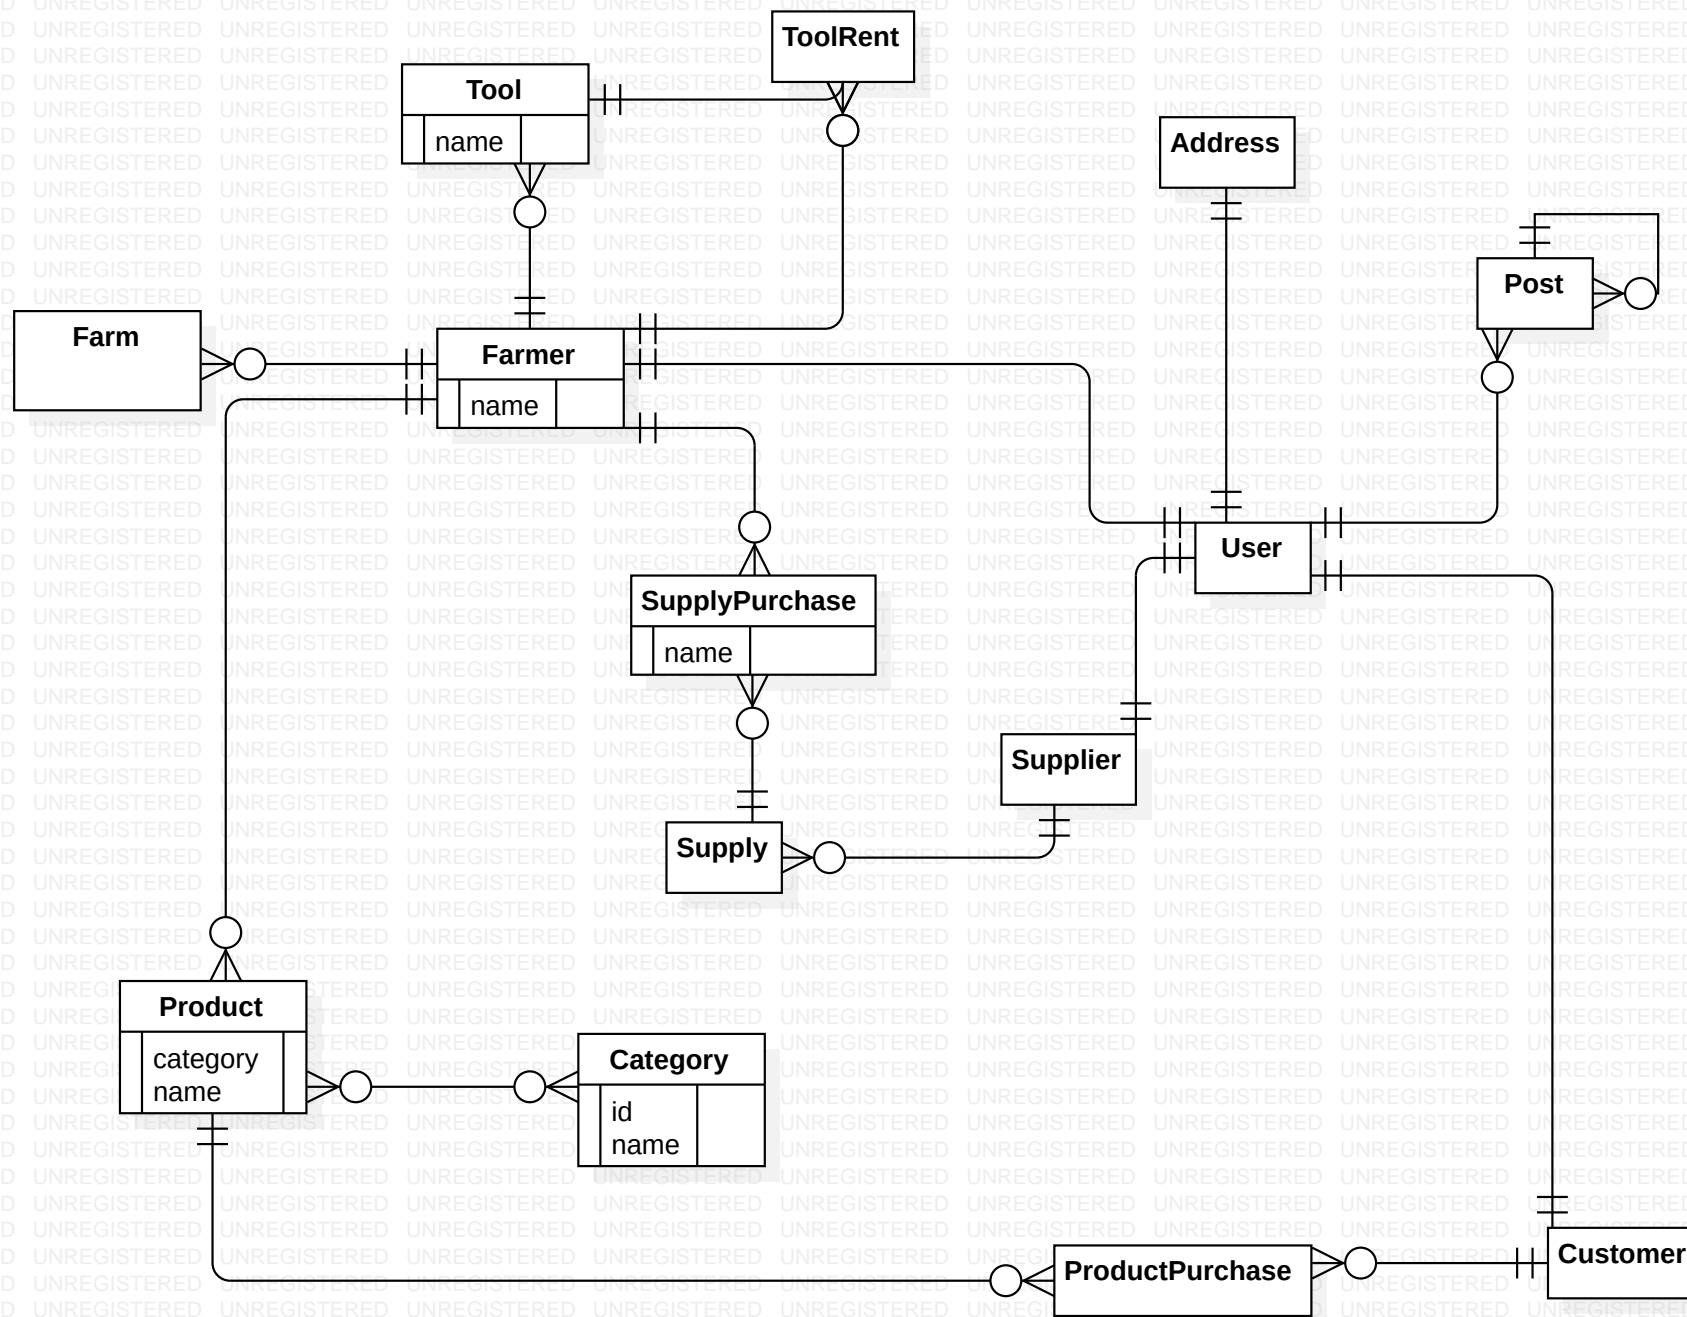 ToolRent
Tool
name
Address
Post
Farm
Farmer
name
User
SupplyPurchase
name
Supplier
Supply
Product
category
name
Category
id
name
Customer
ProductPurchase
UNREGISTERED